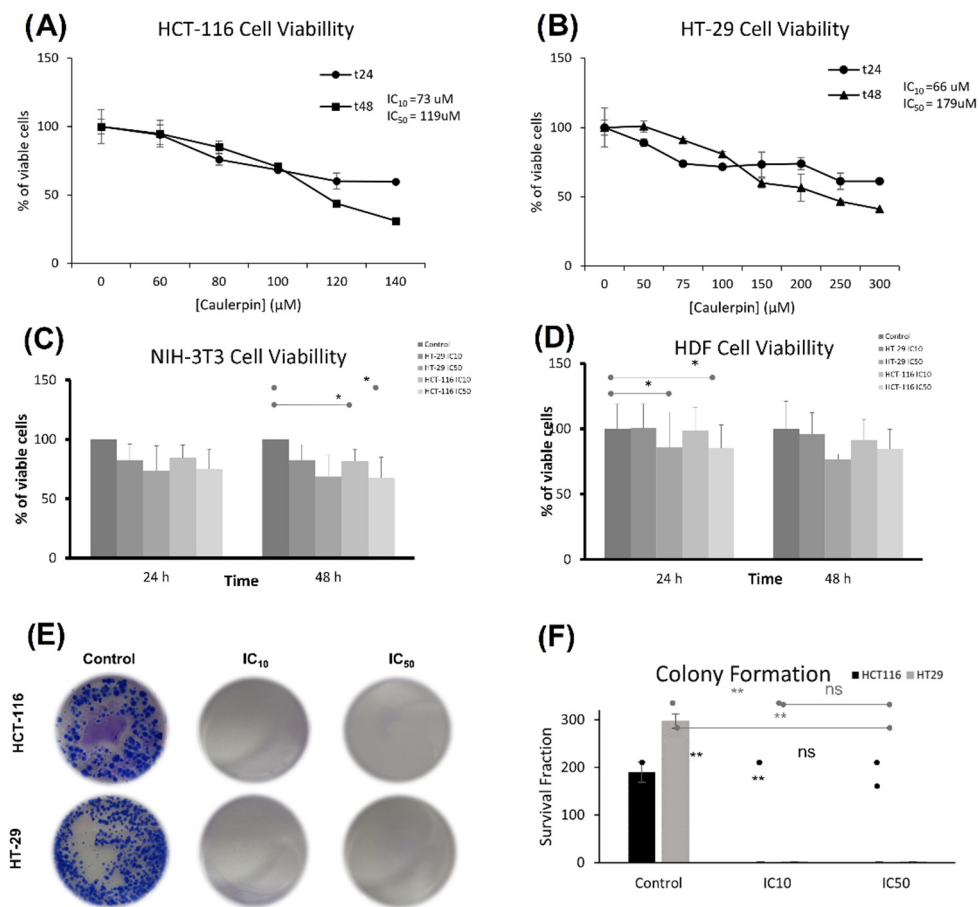 (A)
HCT-116 Cell Viabillity
150
100
50
0
% of viable cells
t24
t48
IC10 =73 uM
IC50 = 119uM
0 60 80 100 120 140
[Caulerpin] (µM)
(B)
HT-29 Cell Viabillity
150
100
50
0
% of viable cells
t24
t48
IC10 =66 uM
IC50 = 179uM
0 50 75 100 150 200 250 300
[Caulerpin] (µM)
(C)
NIH-3T3 Cell Viabillity
Control
HT-29 IC10
HT-29 IC50
HCT-116 IC10
HCT-116 IC50
150
100
50
0
% of viable cells
*
*
24 h Time 48 h
(D)
HDF Cell Viabillity
Control
HT-29 IC10
HT-29 IC50
HCT-116 IC10
HCT-116 IC50
150
100
50
0
% of viable cells
*
*
24 h Time 48 h
(E)
Control IC10 IC50
HCT-116
HT-29
(F)
Colony Formation
HCT116 HT29
300
200
100
0
Survival Fraction
** ns
**
** ns
**
Control IC10 IC50